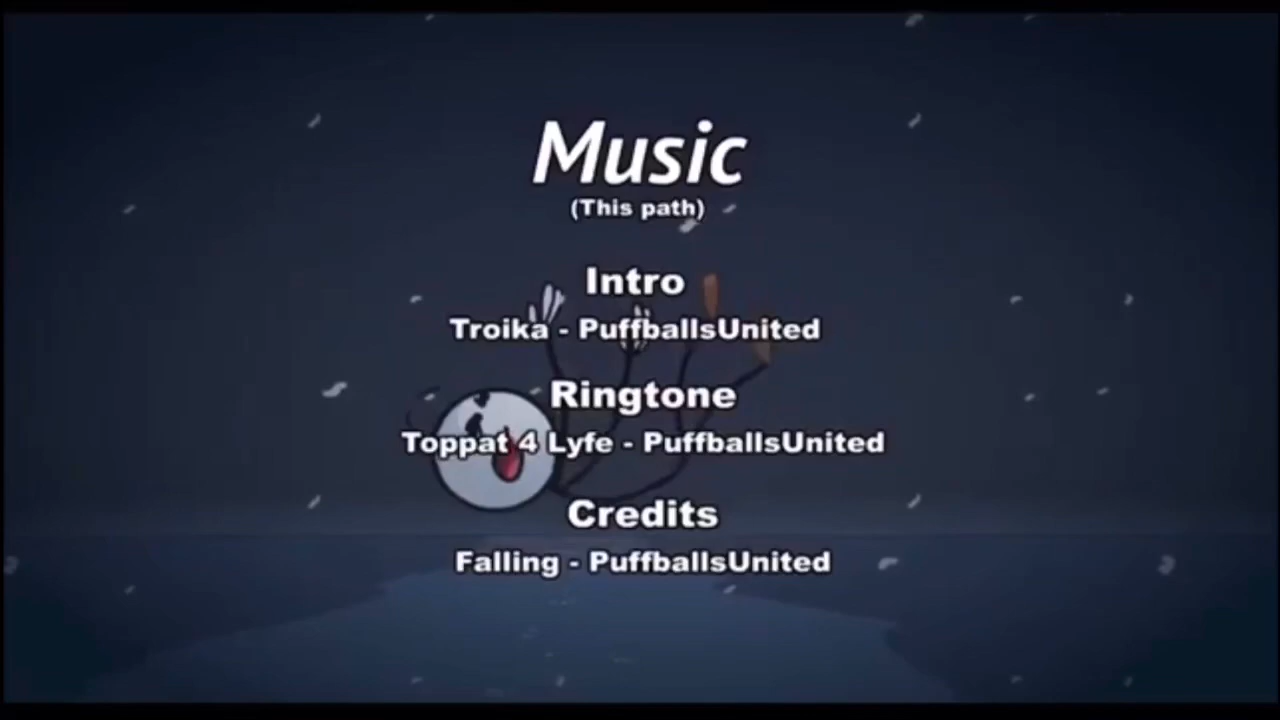 Music
(This path)
Intro
Troika - PuffballsUnited
Ringtone
Toppat 4 Lyfe - PuffballsUnited
Credits
Falling - PuffballsUnited